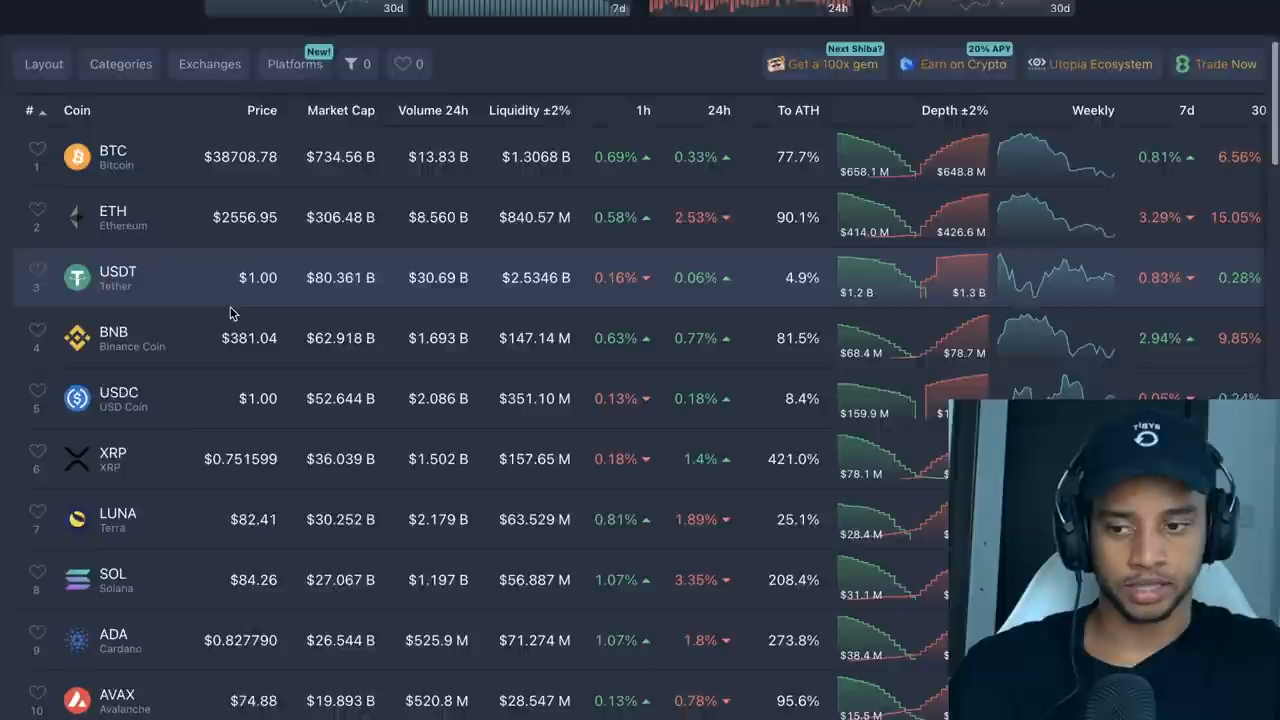 30d 7d 24h 30d
New! Next Shiba? 20% APY
Layout Categories Exchanges Platforms 0 0 Get a 100x gem Earn on Crypto Utopia Ecosystem Trade Now
# Coin Price Market Cap Volume 24h Liquidity ±2% 1h 24h To ATH Depth ±2% Weekly 7d 30
1 BTC Bitcoin $38708.78 $734.56 B $13.83 B $1.3068 B 0.69% 0.33% 77.7% $658.1 M $648.8 M 0.81% 6.56%
2 ETH Ethereum $2556.95 $306.48 B $8.560 B $840.57 M 0.58% 2.53% 90.1% $414.0 M $426.6 M 3.29% 15.05%
3 USDT Tether $1.00 $80.361 B $30.69 B $2.5346 B 0.16% 0.06% 4.9% $1.2 B $1.3 B 0.83% 0.28%
4 BNB Binance Coin $381.04 $62.918 B $1.693 B $147.14 M 0.63% 0.77% 81.5% $68.4 M $78.7 M 2.94% 9.85%
5 USDC USD Coin $1.00 $52.644 B $2.086 B $351.10 M 0.13% 0.18% 8.4% $159.9 M $1
6 XRP XRP $0.751599 $36.039 B $1.502 B $157.65 M 0.18% 1.4% 421.0% $78.1 M $
7 LUNA Terra $82.41 $30.252 B $2.179 B $63.529 M 0.81% 1.89% 25.1% $28.4 M $
8 SOL Solana $84.26 $27.067 B $1.197 B $56.887 M 1.07% 3.35% 208.4% $31.1 M $
9 ADA Cardano $0.827790 $26.544 B $525.9 M $71.274 M 1.07% 1.8% 273.8% $38.4 M $
10 AVAX Avalanche $74.88 $19.893 B $520.8 M $28.547 M 0.13% 0.78% 95.6% $15.5 M $